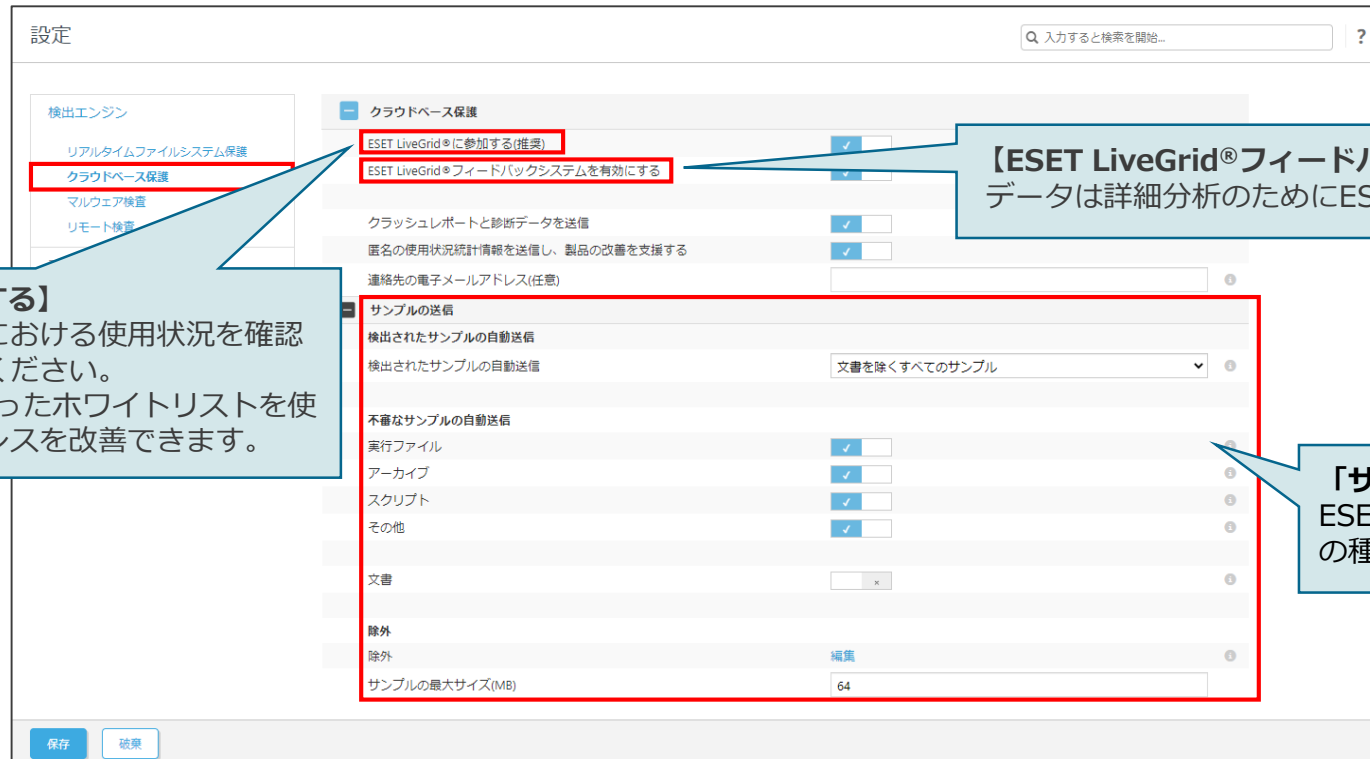 設定
入力すると検索を開始...
?
検出エンジン
リアルタイムファイルシステム保護
クラウドベース保護
マルウェア検査
リモート検査
クラウドベース保護
ESET LiveGrid®に参加する(推奨)
ESET LiveGrid®フィードバックシステムを有効にする
クラッシュレポートと診断データを送信
匿名の使用状況統計情報を送信し、製品の改善を支援する
連絡先の電子メールアドレス(任意)
サンプルの送信
検出されたサンプルの自動送信
検出されたサンプルの自動送信
文書を除くすべてのサンプル
不審なサンプルの自動送信
実行ファイル
アーカイブ
スクリプト
その他
文書
除外
除外
編集
サンプルの最大サイズ(MB)
64
保存
破棄
する】
における使用状況を確認
ください。
ったホワイトリストを使
ンスを改善できます。
【ESET LiveGrid®フィードバ
データは詳細分析のためにES
「サ
ESE
の種